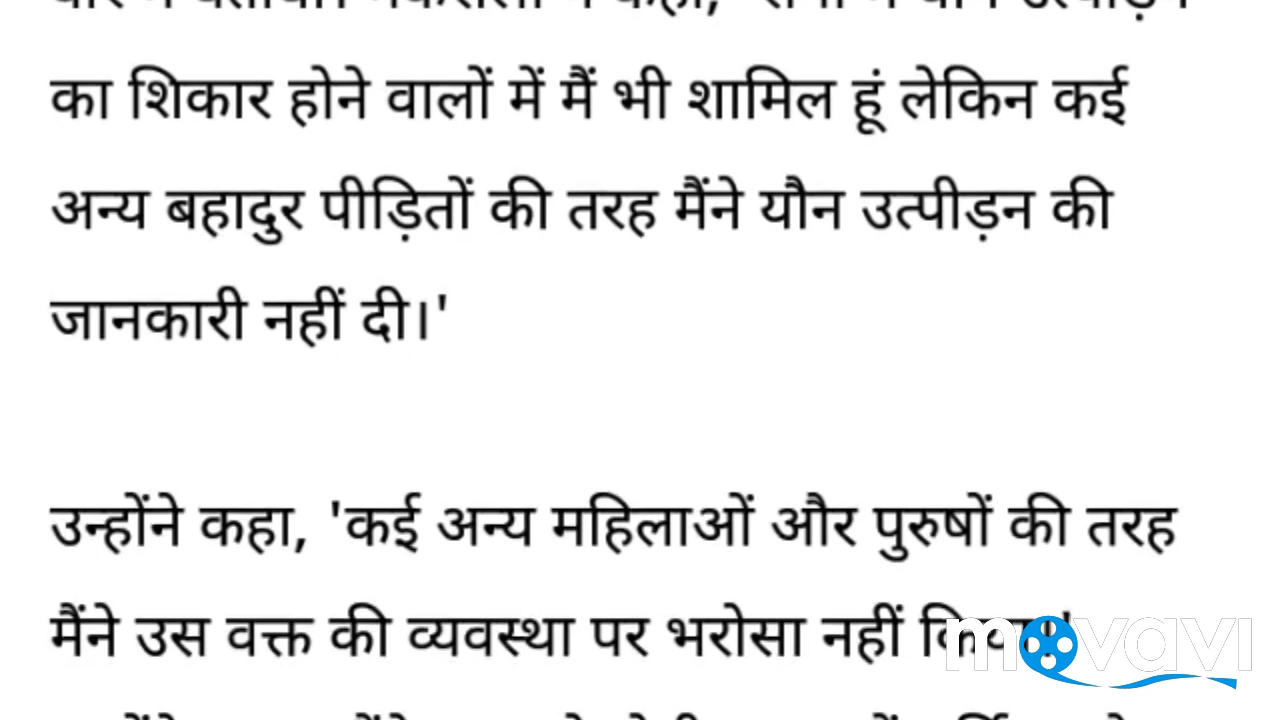 का शिकार होने वालों में मैं भी शामिल हूं लेकिन कई
अन्य बहादुर पीड़ितों की तरह मैंने यौन उत्पीड़न की
जानकारी नहीं दी।'
उन्होंने कहा, 'कई अन्य महिलाओं और पुरुषों की तरह
मैंने उस वक्त की व्यवस्था पर भरोसा नहीं किया।'
movavi